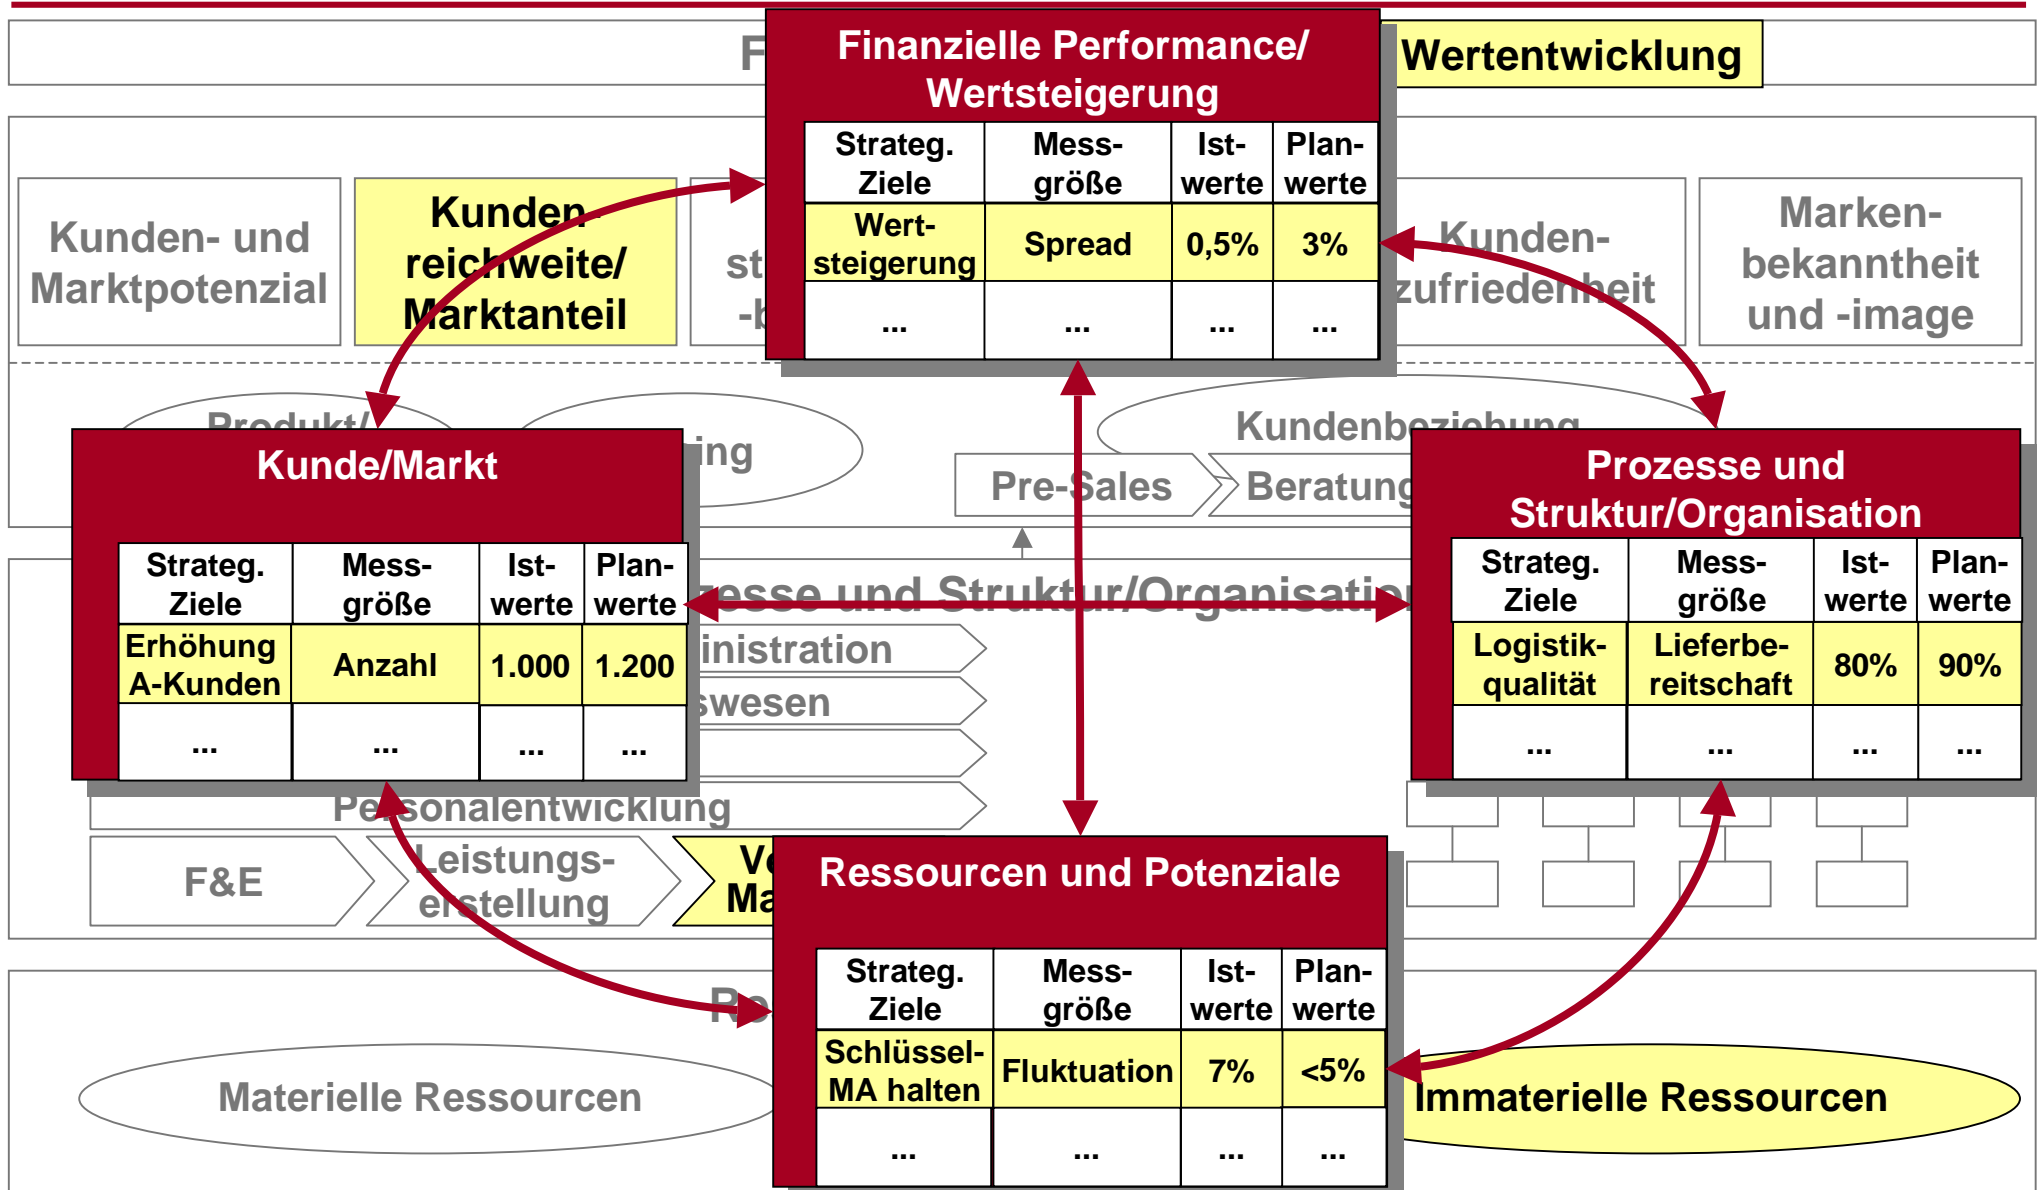 Finanzielle Performance/
Wertsteigerung
Wertentwicklung
Strateg.
Ziele
Mess-
größe
Ist-
werte
Plan-
werte
Wert-
steigerung
Spread
0,5%
3%
...
...
...
...
Kunden- und
Marktpotenzial
Kunden-
reichweite/
Marktanteil
Kunden-
zufriedenheit
Marken-
bekanntheit
und -image
Produkt/
Kundenbeziehung
Pre-Sales
Beratung
Kunde/Markt
Strateg.
Ziele
Mess-
größe
Ist-
werte
Plan-
werte
Erhöhung
A-Kunden
Anzahl
1.000
1.200
...
...
...
...
Prozesse und
Struktur/Organisation
Strateg.
Ziele
Mess-
größe
Ist-
werte
Plan-
werte
Logistik-
qualität
Lieferbe-
reitschaft
80%
90%
...
...
...
...
und Struktur/Organisation
Personalentwicklung
F&E
Leistungs-
erstellung
Ressourcen und Potenziale
Strateg.
Ziele
Mess-
größe
Ist-
werte
Plan-
werte
Schlüssel-
MA halten
Fluktuation
7%
<5%
...
...
...
...
Materielle Ressourcen
Immaterielle Ressourcen